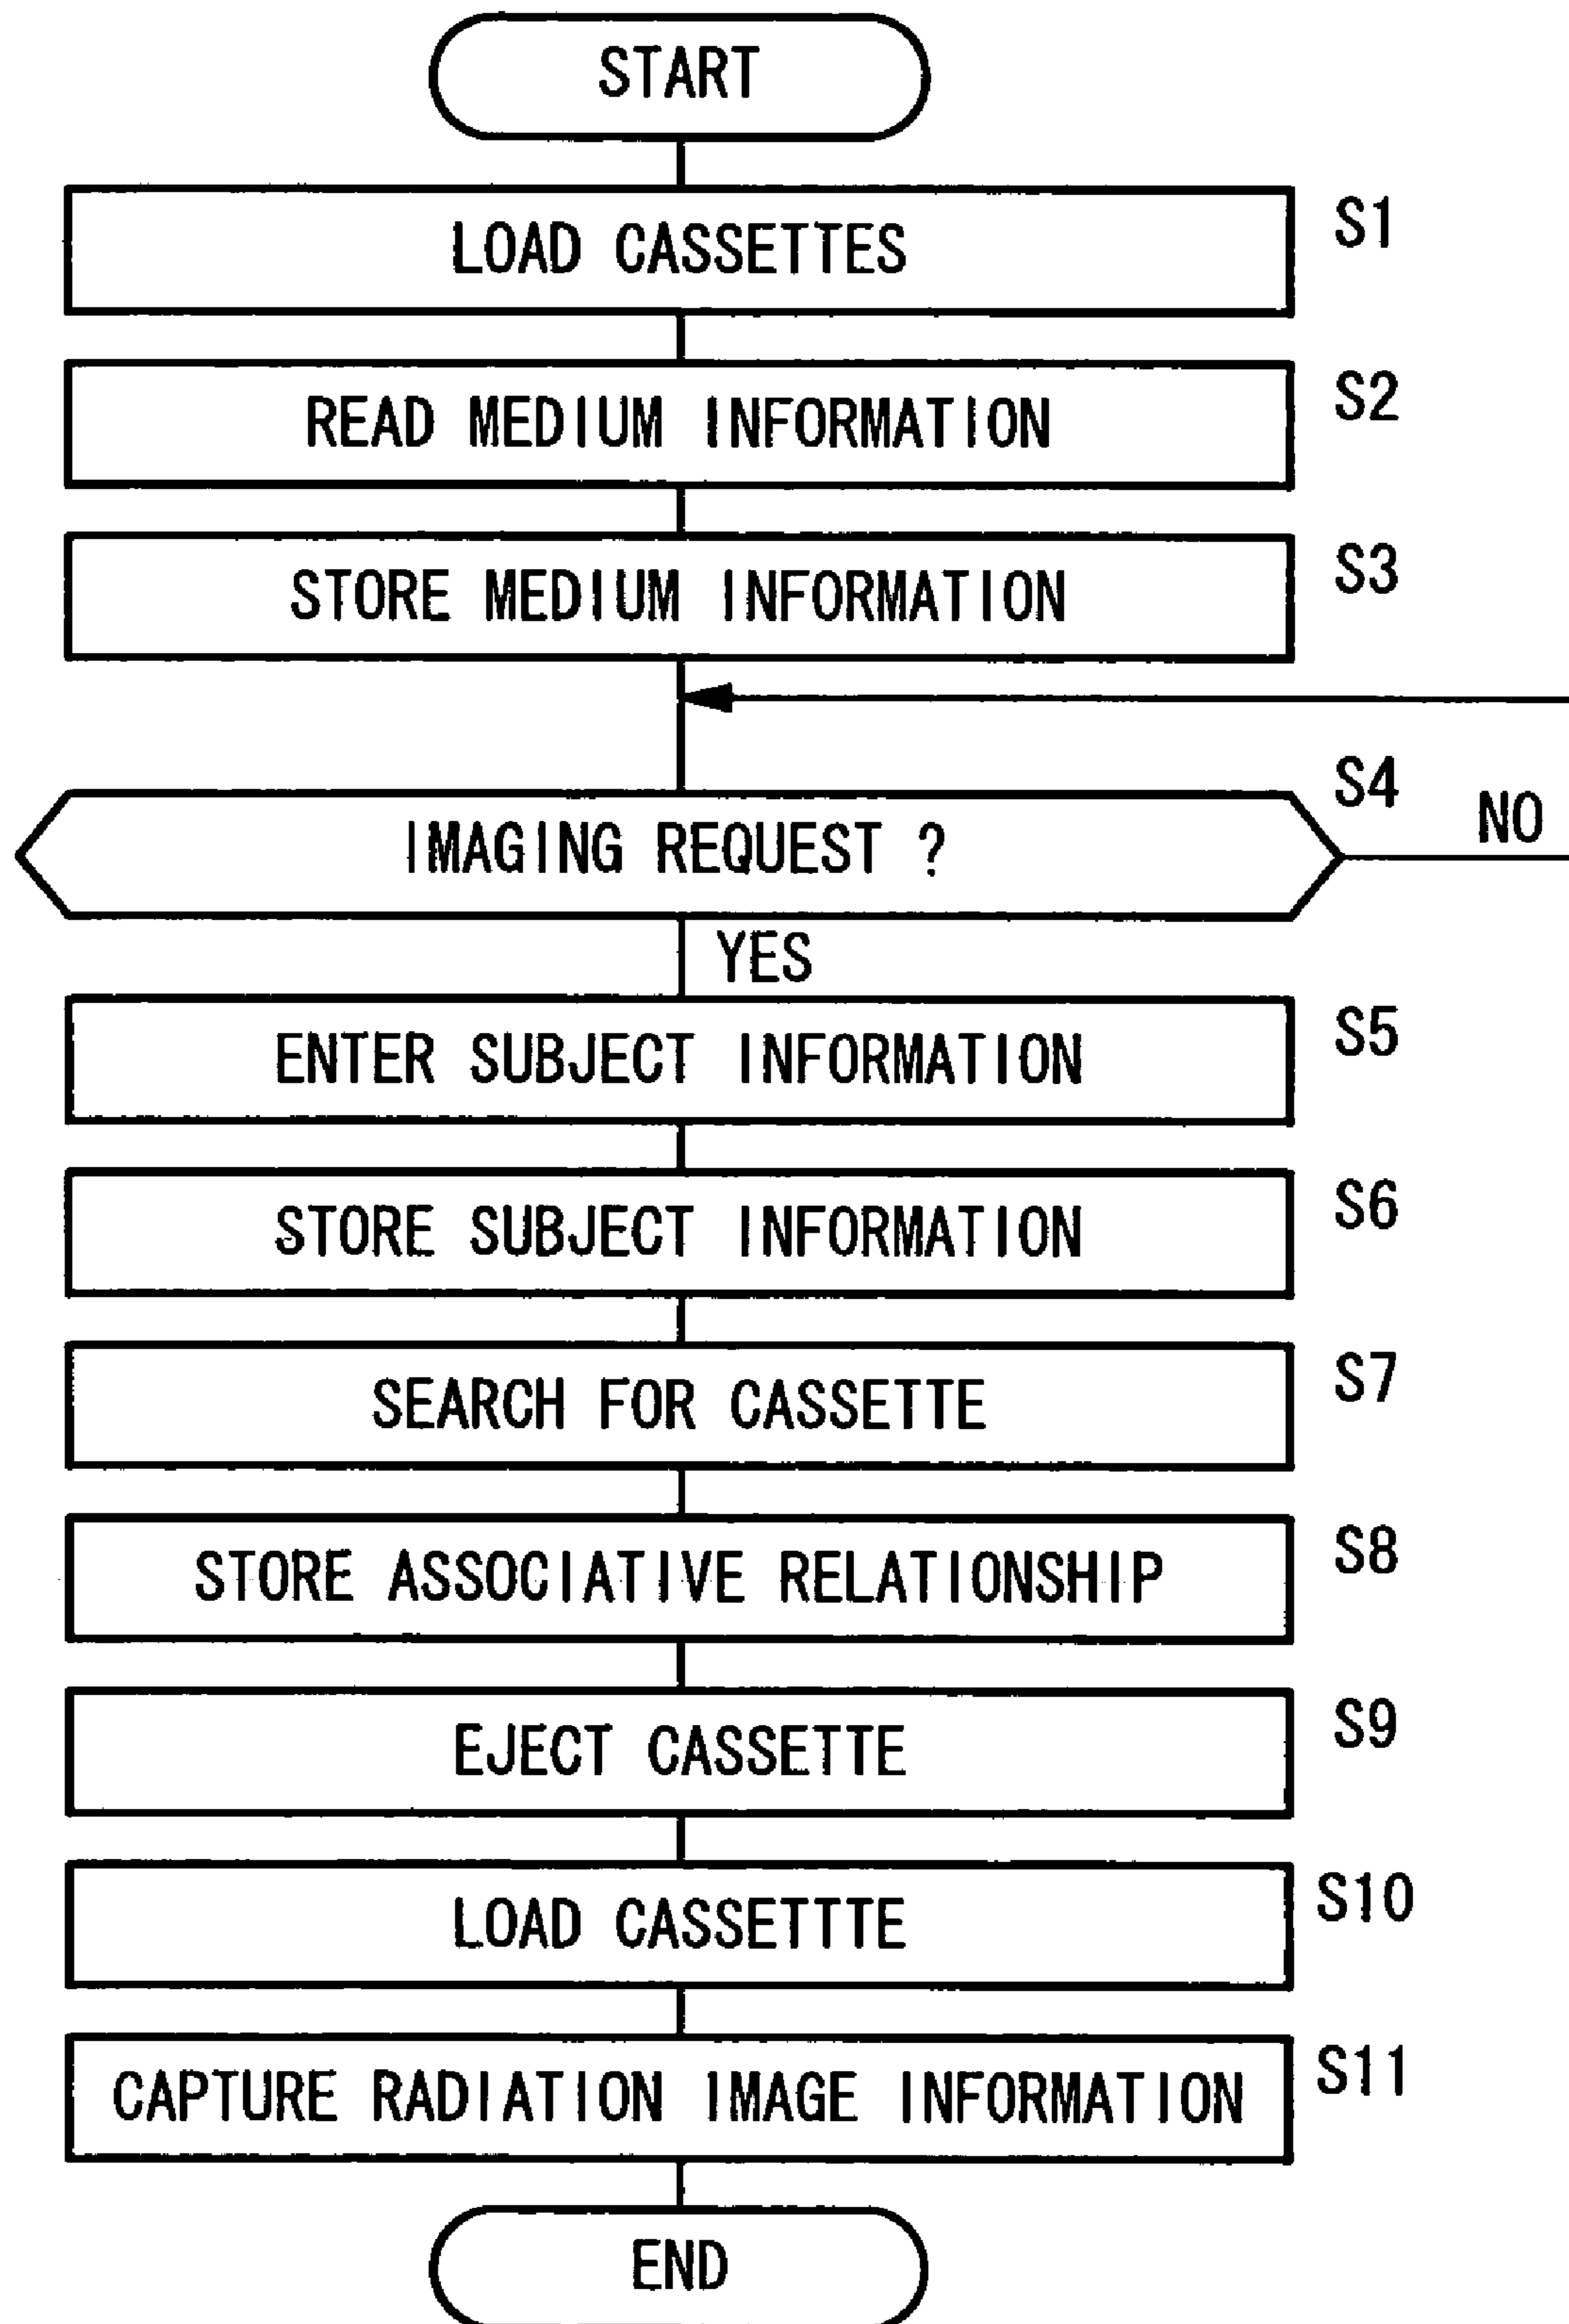 START
LOAD CASSETTES
S1
READ MEDIUM INFORMATION
S2
STORE MEDIUM INFORMATION
S3
IMAGING REQUEST ?
S4
NO
YES
ENTER SUBJECT INFORMATION
S5
STORE SUBJECT INFORMATION
S6
SEARCH FOR CASSETTE
S7
STORE ASSOCIATIVE RELATIONSHIP
S8
EJECT CASSETTE
S9
LOAD CASSETTTE
S10
CAPTURE RADIATION IMAGE INFORMATION
S11
END